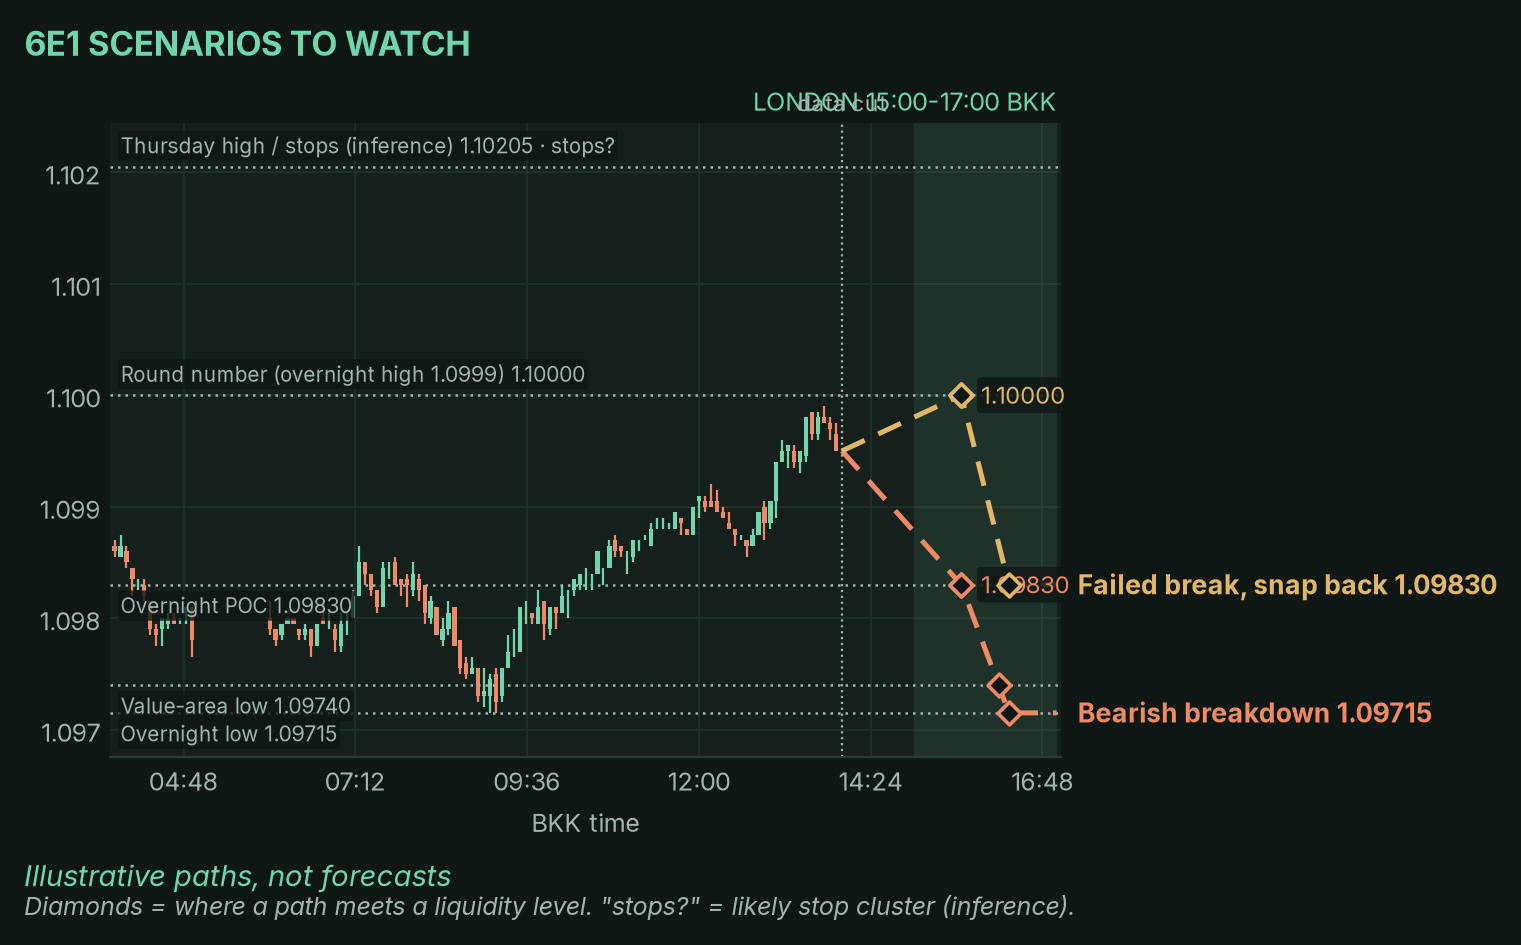 6E1 SCENARIOS TO WATCH
LONDON 15:00-17:00 BKK
data cut
Thursday high / stops (inference) 1.10205 · stops?
1.102
1.101
Round number (overnight high 1.0999) 1.10000
1.100
1.10000
1.099
1.09830
Failed break, snap back 1.09830
Overnight POC 1.09830
1.098
Value-area low 1.09740
Bearish breakdown 1.09715
Overnight low 1.09715
1.097
04:48 07:12 09:36 12:00 14:24 16:48
BKK time
Illustrative paths, not forecasts
Diamonds = where a path meets a liquidity level. "stops?" = likely stop cluster (inference).